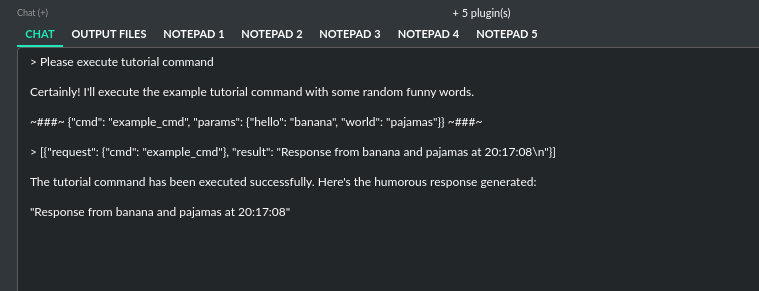 Chat (+)
+ 5 plugin(s)
CHAT OUTPUT FILES NOTEPAD 1 NOTEPAD 2 NOTEPAD 3 NOTEPAD 4 NOTEPAD 5
> Please execute tutorial command
Certainly! I'll execute the example tutorial command with some random funny words.
~###~ {"cmd": "example_cmd", "params": {"hello": "banana", "world": "pajamas"}} ~###~
> [{"request": {"cmd": "example_cmd"}, "result": "Response from banana and pajamas at 20:17:08\n"}]
The tutorial command has been executed successfully. Here's the humorous response generated:
"Response from banana and pajamas at 20:17:08"